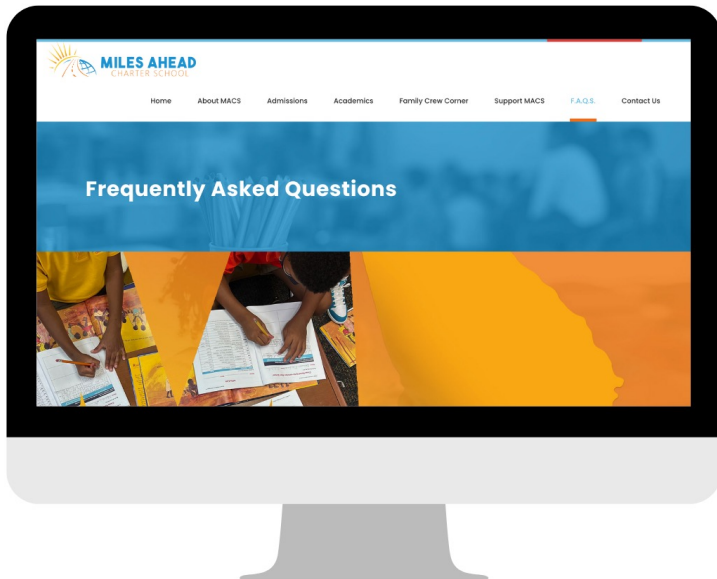 MILES AHEAD
CHARTER SCHOOL
Home About MACS Admissions Academics Family Crew Corner Support MACS F.A.Q.S. Contact Us
Frequently Asked Questions